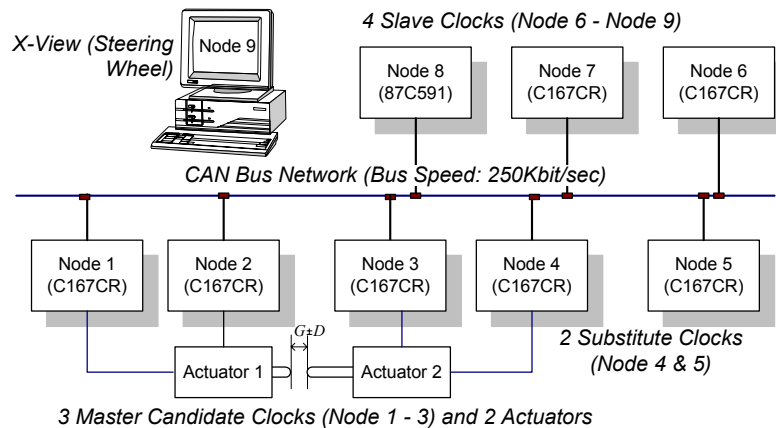 4 Slave Clocks (Node 6 - Node 9)
X-View (Steering
Wheel)
Node 9
Node 8
(87C591)
Node 7
(C167CR)
Node 6
(C167CR)
CAN Bus Network (Bus Speed: 250Kbit/sec)
Node 1
(C167CR)
Node 2
(C167CR)
Node 3
(C167CR)
Node 4
(C167CR)
Node 5
(C167CR)
G±D
Actuator 1
Actuator 2
2 Substitute Clocks
(Node 4 & 5)
3 Master Candidate Clocks (Node 1 - 3) and 2 Actuators